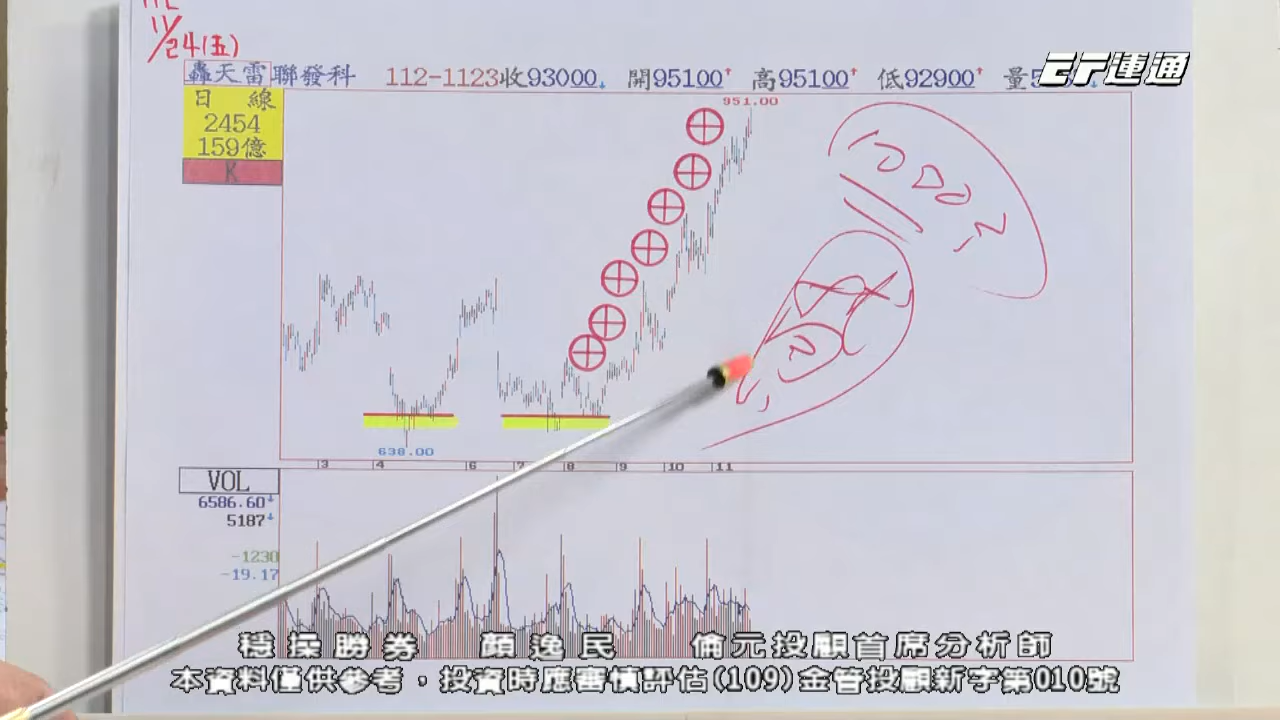 11/24(五)
轟天雷聯發科 112-1123收93000 開95100 高95100 低92900 量5
EF運通
日 線
2454
159億
K
951.00
1000
638.00
3 4 6 7 8 9 10 11
VOL
6586.60
5187
-1230
-19.17
穩操勝券 顏逸民 倫元投顧首席分析師
本資料僅供參考，投資時應審慎評估(109)金管投顧新字第010號